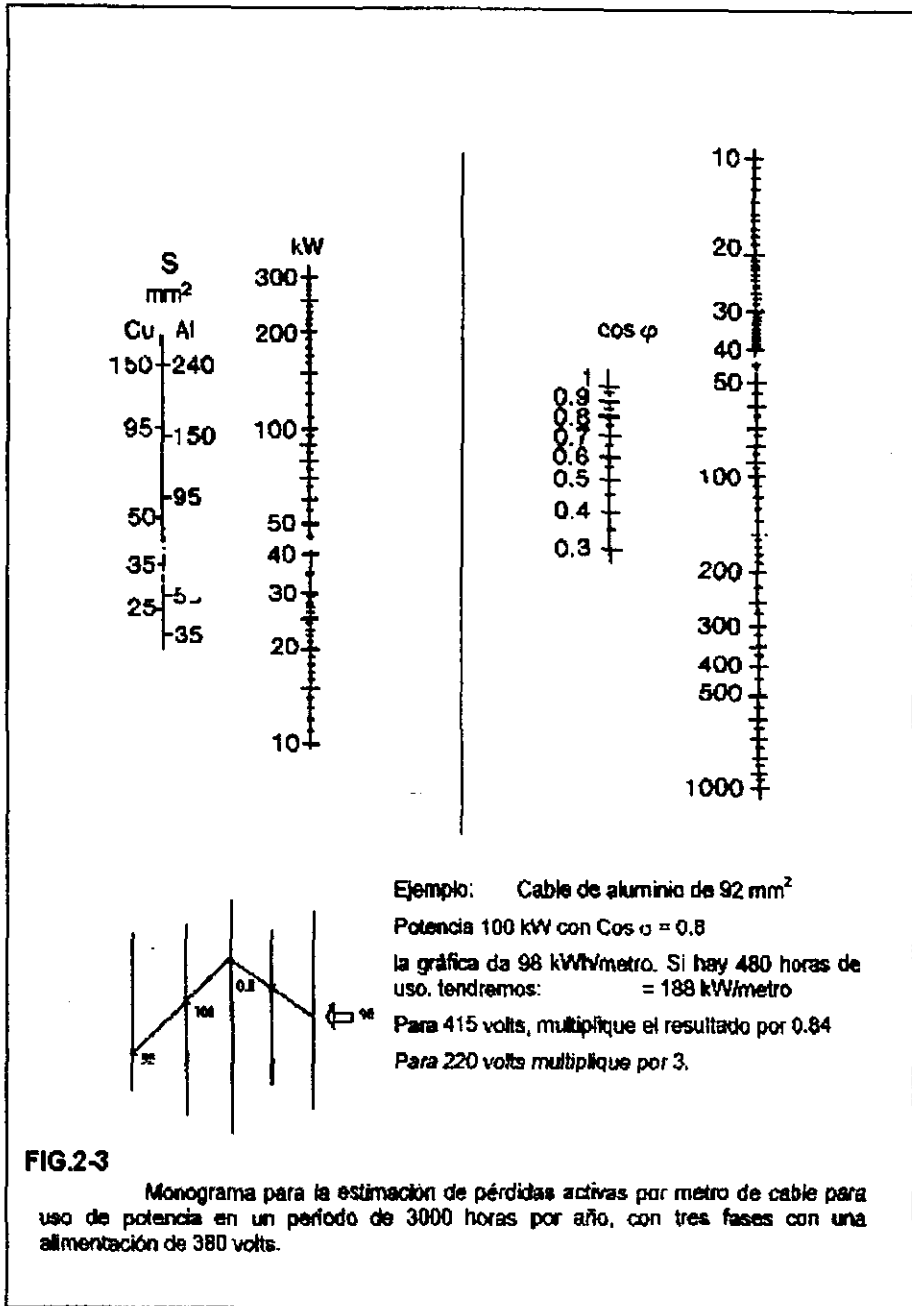 S
mm²
Cu Al
150 240
95 150
95
50
35
25
35
kW
300
200
100
50
40
30
20
10
cos φ
1
0.9
0.8
0.7
0.6
0.5
0.4
0.3
10
20
30
40
50
100
200
300
400
500
1000
0.8
Ejemplo: Cable de aluminio de 92 mm²
Potencia 100 kW con Cos σ = 0.8
la gráfica da 98 kWh/metro. Si hay 480 horas de
uso. tendremos: = 188 kW/metro
Para 415 volts, multiplique el resultado por 0.84
Para 220 volts multiplique por 3.
FIG.2-3
Monograma para la estimación de pérdidas activas por metro de cable para
uso de potencia en un período de 3000 horas por año, con tres fases con una
alimentación de 380 volts.